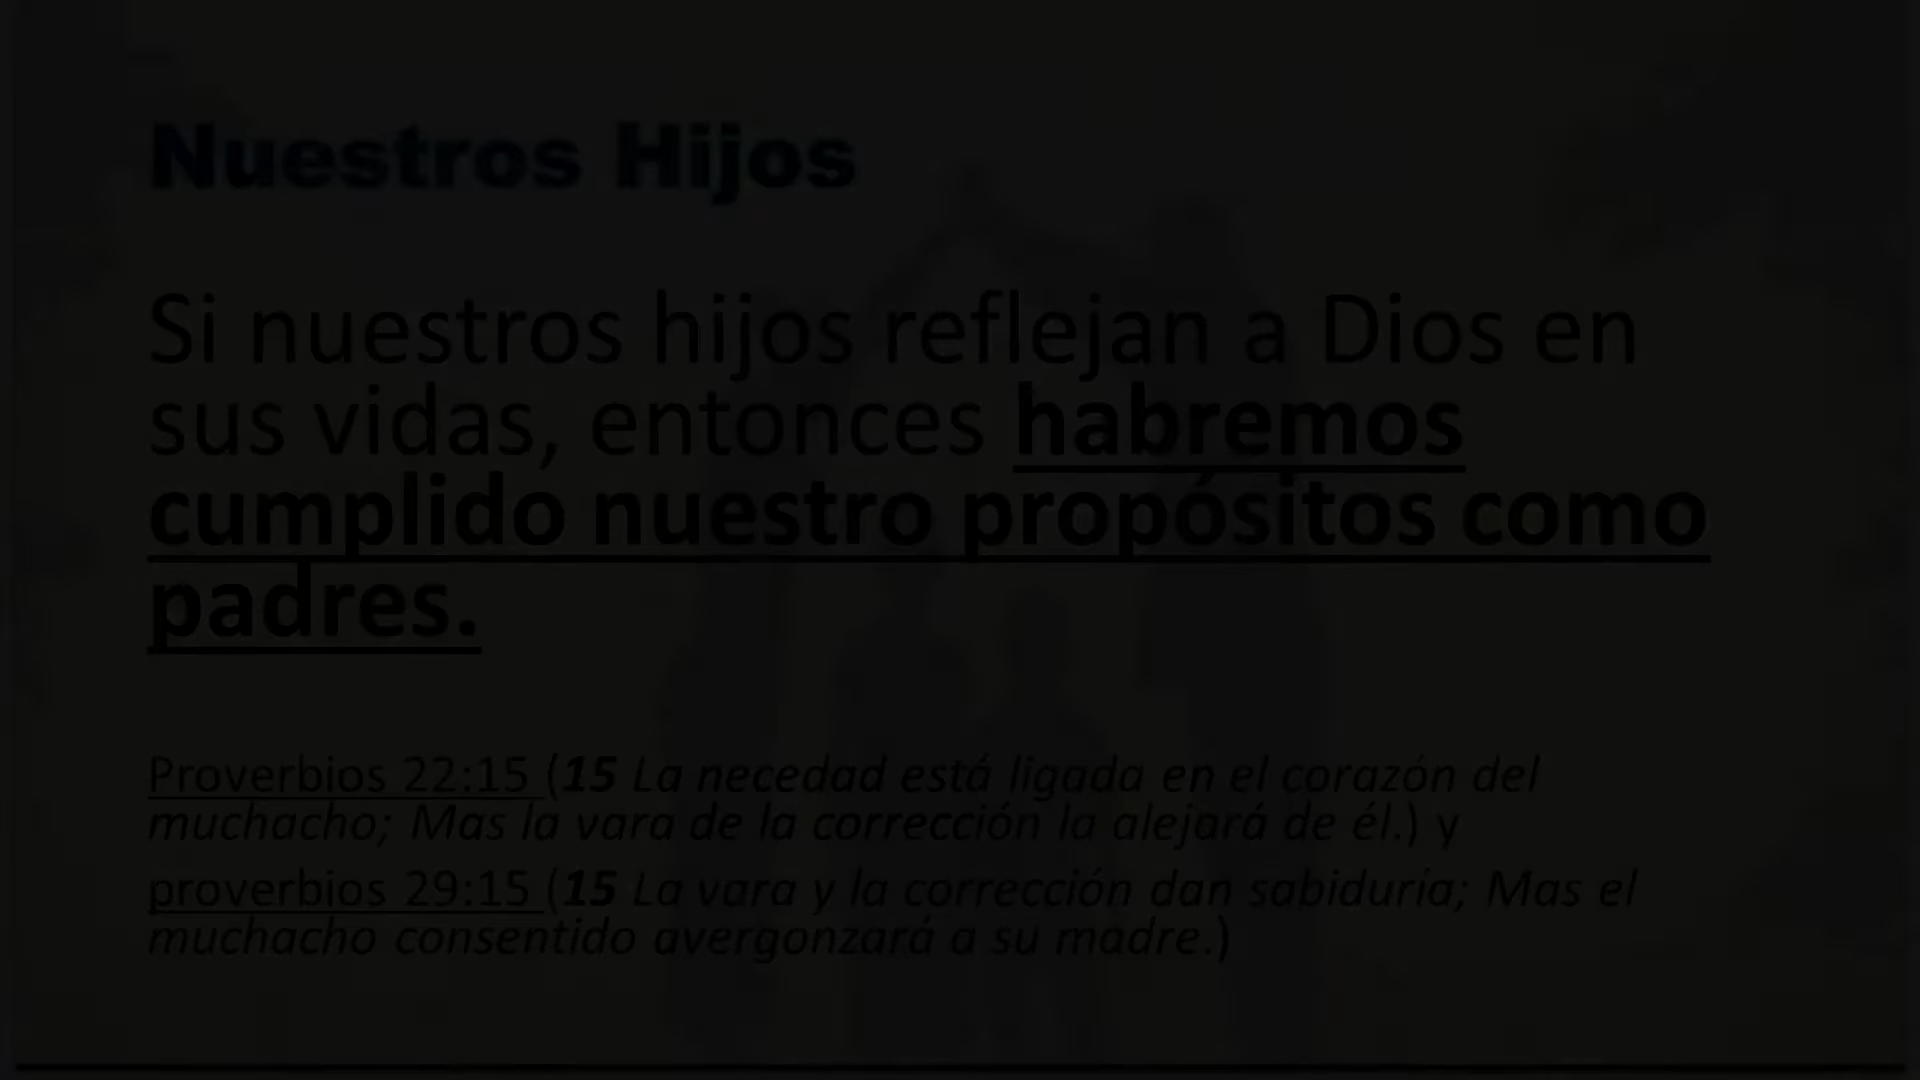 Nuestros Hijos
Si nuestros hijos reflejan a Dios en
sus vidas, entonces habremos
cumplido nuestro propósitos como
padres.
Proverbios 22:15 (15 La necedad está ligada en el corazón del
muchacho; Mas la vara de la corrección la alejará de él.) y
proverbios 29:15 (15 La vara y la corrección dan sabiduría; Mas el
muchacho consentido avergonzará a su madre.)